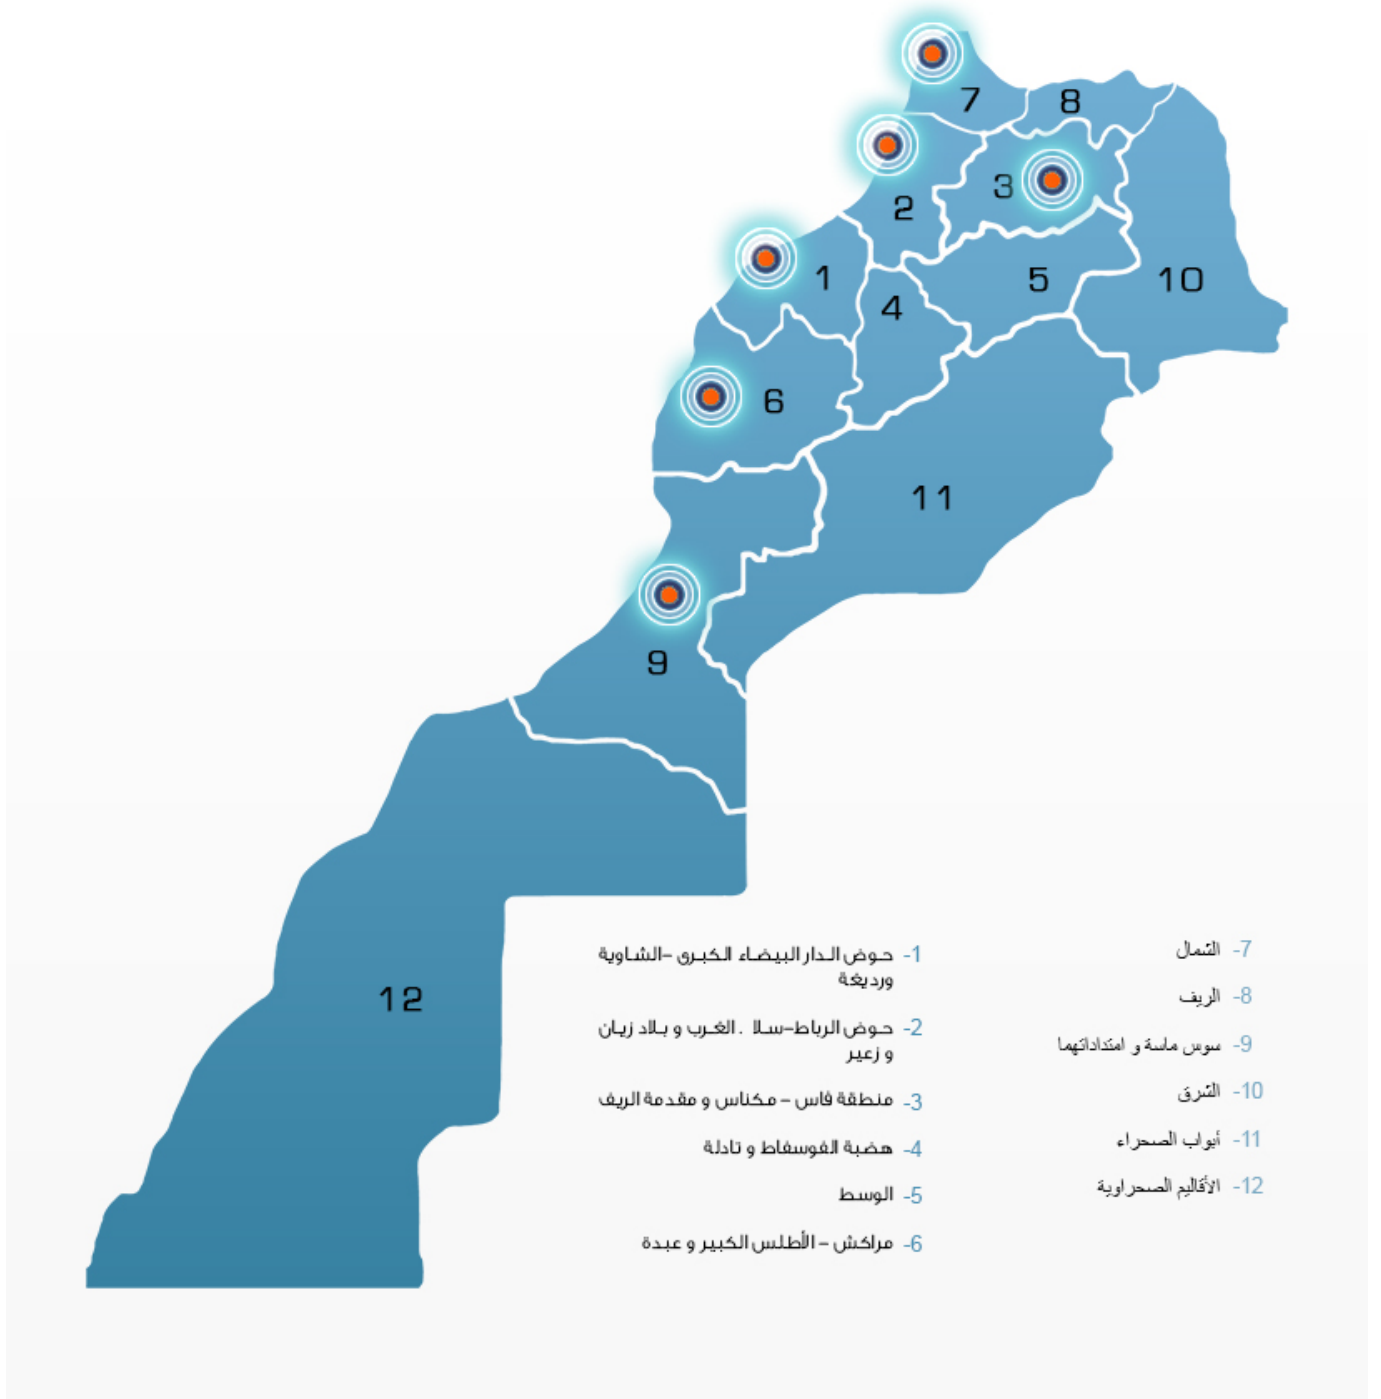 7
8
3
2
1
5
10
4
6
11
9
12
7- الشمال
8- الريف
9- سوس ماسة و امتداداتهما
10- الشرق
11- أبواب الصحراء
12- الأقاليم الصحراوية
1- حوض الدار البيضاء الكبرى -الشاوية
ورديغة
2- حوض الرباط-سلا . الغرب و بلاد زيان
و زعير
3- منطقة فاس - مكناس و مقدمة الريف
4- هضبة الفوسفاط و تادلة
5- الوسط
6- مراكش - الأطلس الكبير و عبدة